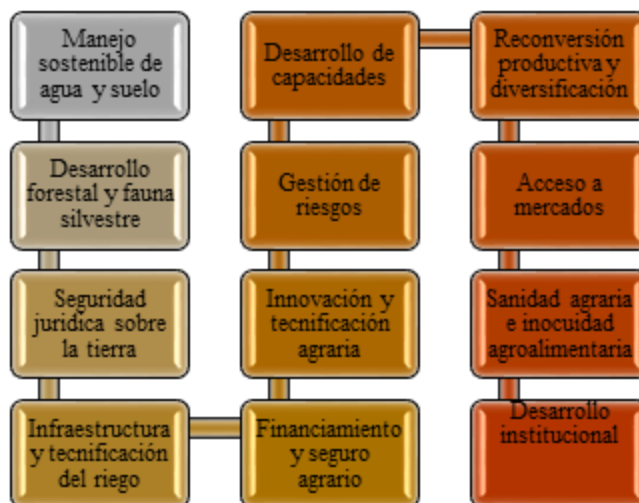 Manejo
sostenible de
agua y suelo
Desarrollo
forestal y fauna
silvestre
Seguridad
jurídica sobre
la tierra
Infraestructura
y tecnificación
del riego
Financiamiento
y seguro
agrario
Innovación y
tecnificación
agraria
Gestión de
riesgos
Desarrollo de
capacidades
Reconversión
productiva y
diversificación
Acceso a
mercados
Sanidad agraria
e inocuidad
agroalimentaria
Desarrollo
institucional